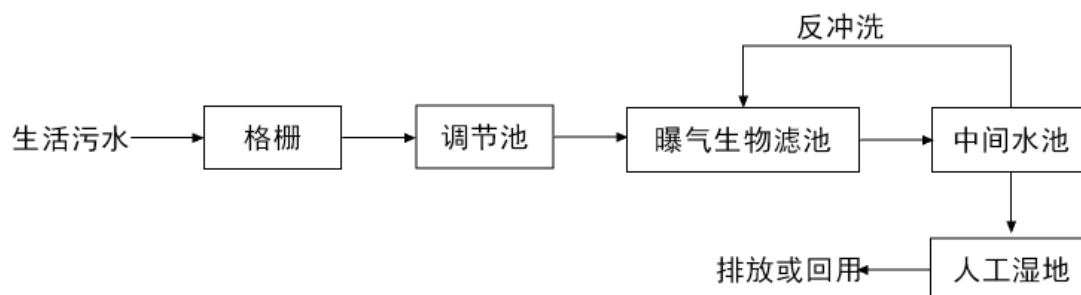 反冲洗
生活污水
格栅
调节池
曝气生物滤池
中间水池
排放或回用
人工湿地